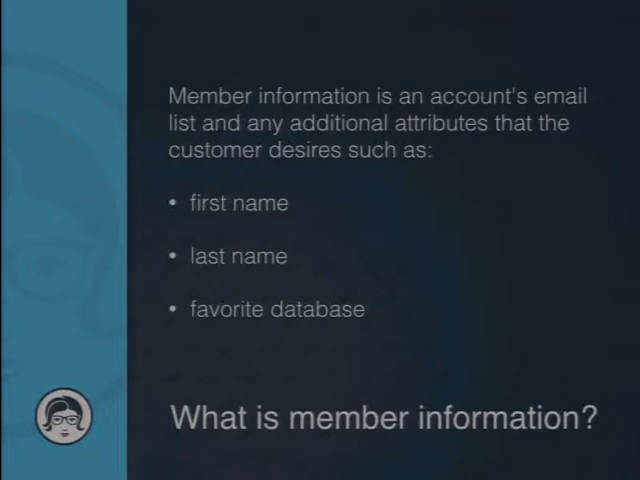 Member information is an account's email
list and any additional attributes that the
customer desires such as:
• first name
• last name
• favorite database
What is member information?